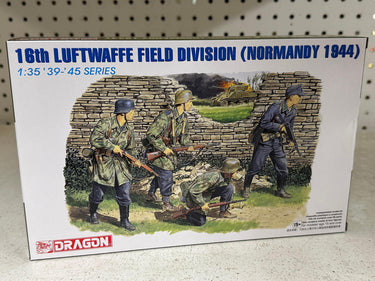 16th LUFTWAFFE FIELD DIVISION (NORMANDY 1944)
1:35 '39-'45 SERIES
DRAGON